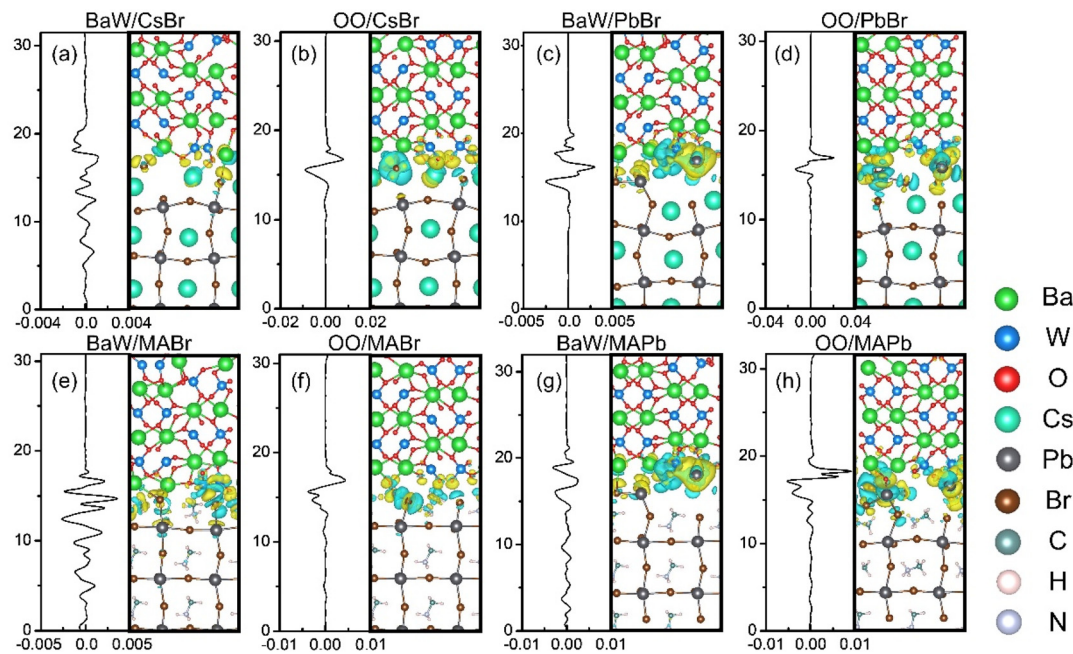 BaW/CsBr OO/CsBr BaW/PbBr OO/PbBr
(a) (b) (c) (d)
30 30 30 30
20 20 20 20
10 10 10 10
0 0 0 0
-0.004 0.0 0.004 -0.02 0.00 0.02 -0.005 0.0 0.005 -0.04 0.00 0.04
BaW/MABr OO/MABr BaW/MAPb OO/MAPb
(e) (f) (g) (h)
30 30 30 30
20 20 20 20
10 10 10 10
0 0 0 0
-0.005 0.0 0.005 -0.01 0.00 0.01 -0.01 0.00 0.01 -0.01 0.00 0.01
Ba
W
O
Cs
Pb
Br
C
H
N